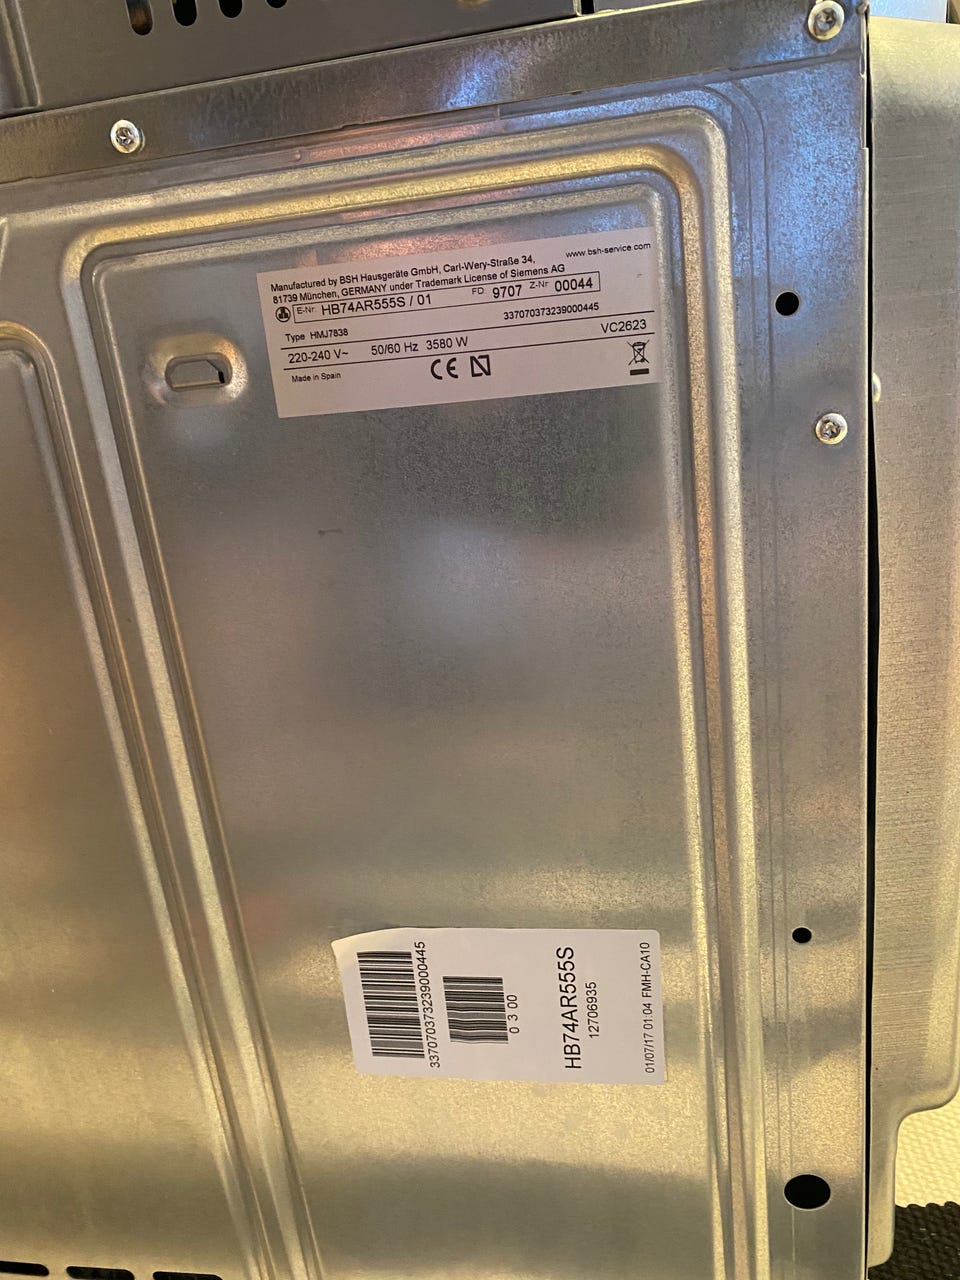 Manufactured by BSH Hausgeräte GmbH, Carl-Wery-Straße 34,
www.bsh-service.com
81739 München, GERMANY under Trademark License of Siemens AG
E-Nr. HB74AR555S / 01 FD 9707 Z-Nr. 00044
337070373239000445
Type HMJ7838
220-240 V~ 50/60 Hz 3580 W VC2623
Made in Spain
CE
337070373239000445
0 3 00
HB74AR555S
12706935
01/07/17 01:04 FMH-CA10